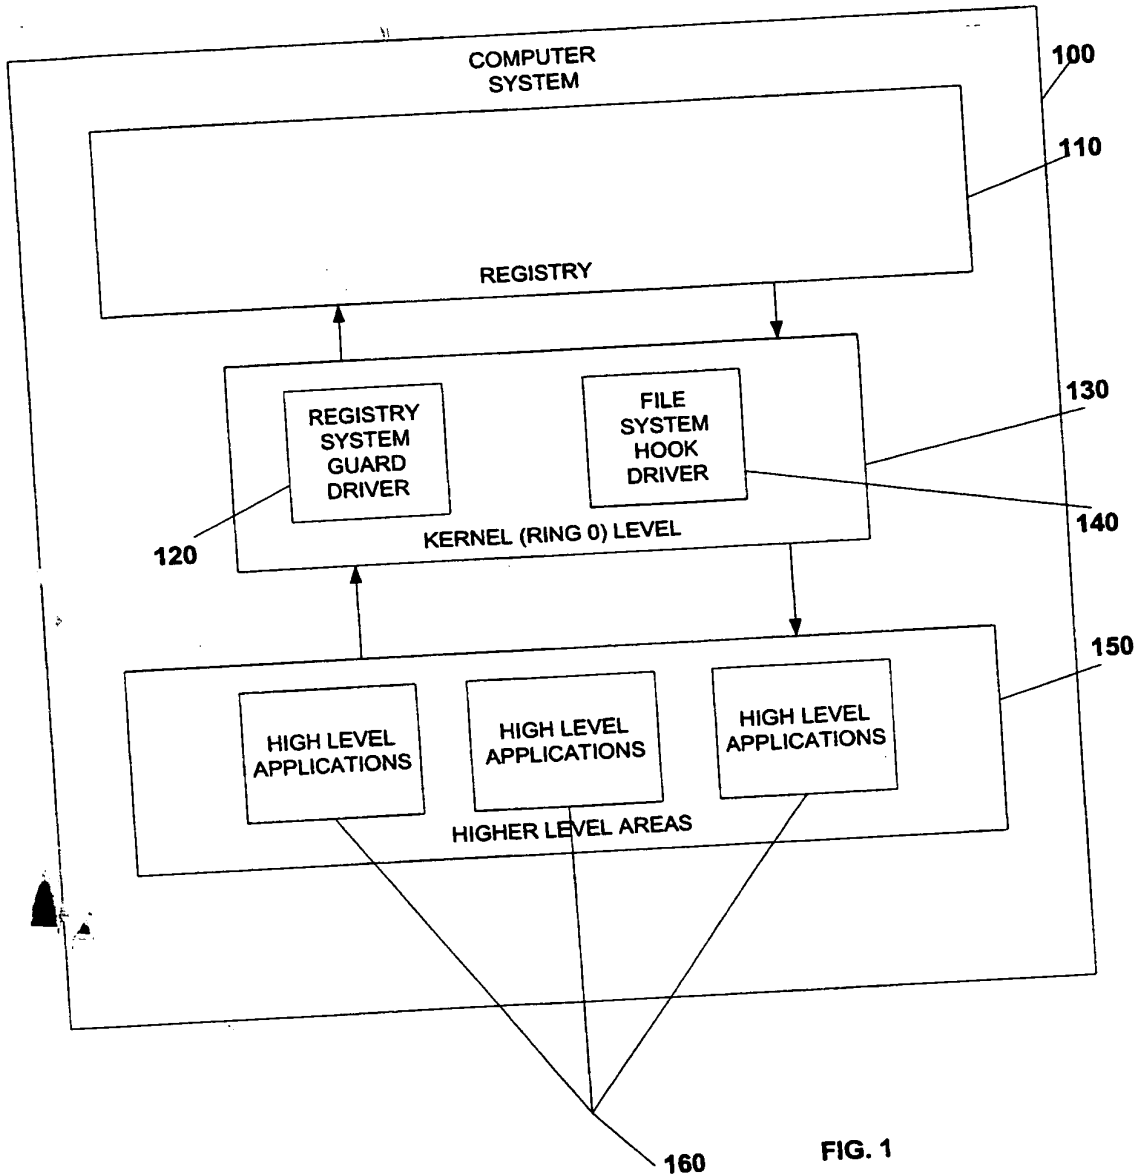 COMPUTER
SYSTEM
100
110
REGISTRY
REGISTRY
SYSTEM
GUARD
DRIVER
FILE
SYSTEM
HOOK
DRIVER
130
120
KERNEL (RING 0) LEVEL
140
150
HIGH LEVEL
APPLICATIONS
HIGH LEVEL
APPLICATIONS
HIGH LEVEL
APPLICATIONS
HIGHER LEVEL AREAS
160
FIG. 1